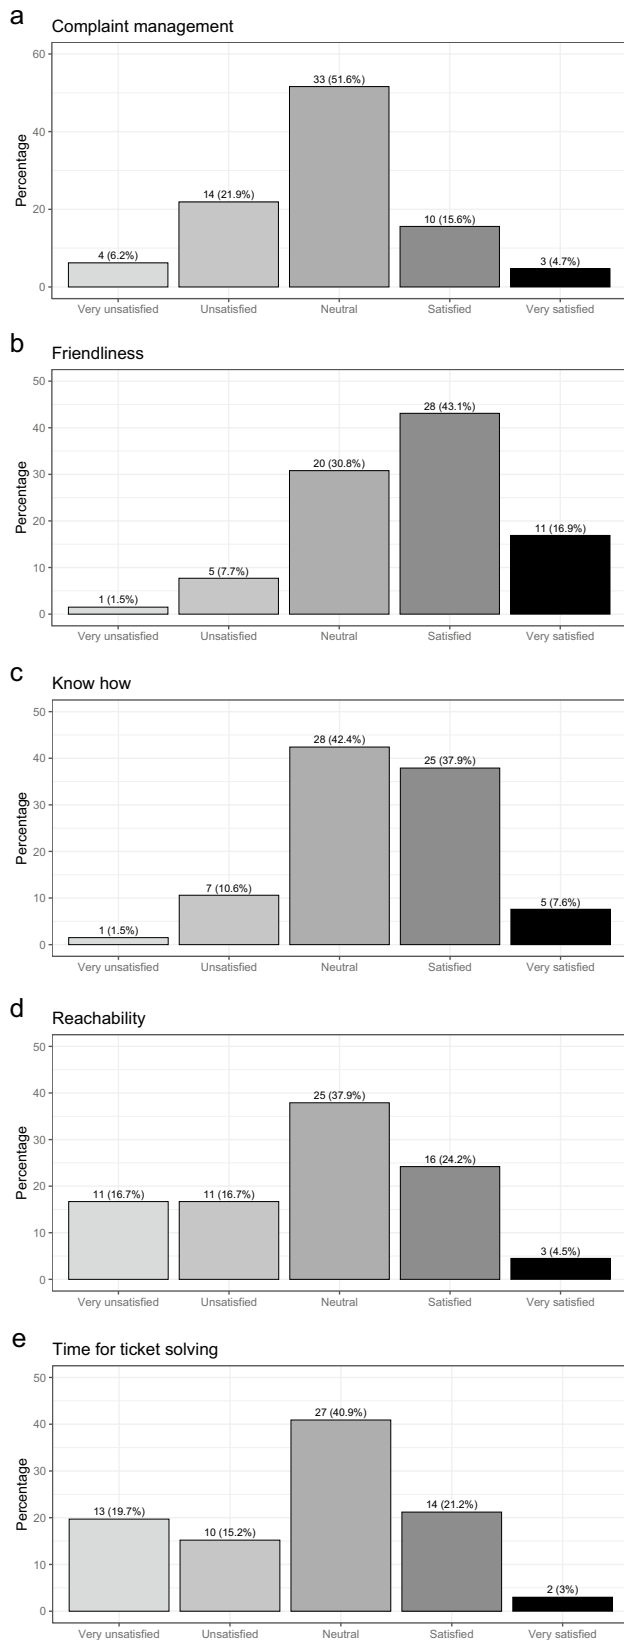 a Complaint management
60
40
20
0
Percentage
4 (6.2%) 14 (21.9%) 33 (51.6%) 10 (15.6%) 3 (4.7%)
Very unsatisfied Unsatisfied Neutral Satisfied Very satisfied
b Friendliness
50
40
30
20
10
0
Percentage
1 (1.5%) 5 (7.7%) 20 (30.8%) 28 (43.1%) 11 (16.9%)
Very unsatisfied Unsatisfied Neutral Satisfied Very satisfied
c Know how
50
40
30
20
10
0
Percentage
1 (1.5%) 7 (10.6%) 28 (42.4%) 25 (37.9%) 5 (7.6%)
Very unsatisfied Unsatisfied Neutral Satisfied Very satisfied
d Reachability
50
40
30
20
10
0
Percentage
11 (16.7%) 11 (16.7%) 25 (37.9%) 16 (24.2%) 3 (4.5%)
Very unsatisfied Unsatisfied Neutral Satisfied Very satisfied
e Time for ticket solving
50
40
30
20
10
0
Percentage
13 (19.7%) 10 (15.2%) 27 (40.9%) 14 (21.2%) 2 (3%)
Very unsatisfied Unsatisfied Neutral Satisfied Very satisfied